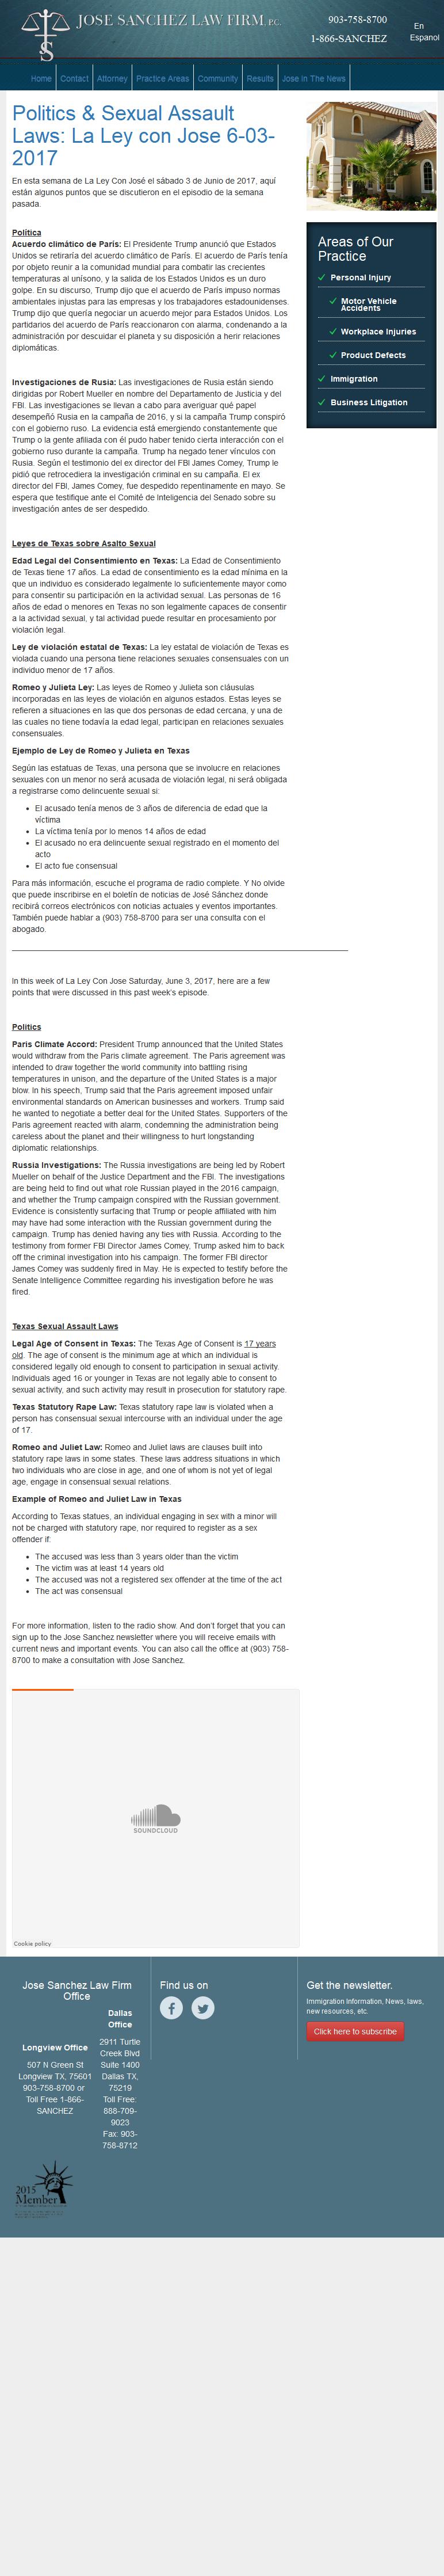 JOSE SANCHEZ LAW FIRM, P.C.
903-758-8700
1-866-SANCHEZ
En
Espanol
Home
Contact
Attorney
Practice Areas
Community
Results
Jose In The News
Politics & Sexual Assault
Laws: La Ley con Jose 6-03-
2017
En esta semana de La Ley Con José el sábado 3 de Junio de 2017, aquí
están algunos puntos que se discutieron en el episodio de la semana
pasada.
Política
Acuerdo climático de París: El Presidente Trump anunció que Estados
Unidos se retiraría del acuerdo climático de París. El acuerdo de París tenía
por objeto reunir a la comunidad mundial para combatir las crecientes
temperaturas al unísono, y la salida de los Estados Unidos es un duro
golpe. En su discurso, Trump dijo que el acuerdo de París impuso normas
ambientales injustas para las empresas y los trabajadores estadounidenses.
Trump dijo que quería negociar un acuerdo mejor para Estados Unidos. Los
partidarios del acuerdo de París reaccionaron con alarma, condenando a la
administración por descuidar el planeta y su disposición a herir relaciones
diplomáticas.
Investigaciones de Rusia: Las investigaciones de Rusia están siendo
dirigidas por Robert Mueller en nombre del Departamento de Justicia y del
FBI. Las investigaciones se llevan a cabo para averiguar qué papel
desempeñó Rusia en la campaña de 2016, y si la campaña Trump conspiró
con el gobierno ruso. La evidencia está emergiendo constantemente que
Trump o la gente afiliada con él pudo haber tenido cierta interacción con el
gobierno ruso durante la campaña. Trump ha negado tener vínculos con
Rusia. Según el testimonio del ex director del FBI James Comey, Trump le
pidió que retrocediera la investigación criminal en su campaña. El ex
director del FBI, James Comey, fue despedido repentinamente en mayo. Se
espera que testifique ante el Comité de Inteligencia del Senado sobre su
investigación antes de ser despedido.
Leyes de Texas sobre Asalto Sexual
Edad Legal del Consentimiento en Texas: La Edad de Consentimiento
de Texas tiene 17 años. La edad de consentimiento es la edad mínima en la
que un individuo es considerado legalmente lo suficientemente mayor como
para consentir su participación en la actividad sexual. Las personas de 16
años de edad o menores en Texas no son legalmente capaces de consentir
a la actividad sexual, y tal actividad puede resultar en procesamiento por
violación legal.
Ley de violación estatal de Texas: La ley estatal de violación de Texas es
violada cuando una persona tiene relaciones sexuales consensuales con un
individuo menor de 17 años.
Romeo y Julieta Ley: Las leyes de Romeo y Julieta son cláusulas
incorporadas en las leyes de violación en algunos estados. Estas leyes se
refieren a situaciones en las que dos personas de edad cercana, y una de
las cuales no tiene todavía la edad legal, participan en relaciones sexuales
consensuales.
Ejemplo de Ley de Romeo y Julieta en Texas
Según las estatuas de Texas, una persona que se involucre en relaciones
sexuales con un menor no será acusada de violación legal, ni será obligada
a registrarse como delincuente sexual si:
El acusado tenía menos de 3 años de diferencia de edad que la
víctima
La víctima tenía por lo menos 14 años de edad
El acusado no era delincuente sexual registrado en el momento del
acto
El acto fue consensual
Para más información, escuche el programa de radio complete. Y No olvide
que puede inscribirse en el boletín de noticias de José Sánchez donde
recibirá correos electrónicos con noticias actuales y eventos importantes.
También puede hablar a (903) 758-8700 para ser una consulta con el
abogado.
In this week of La Ley Con Jose Saturday, June 3, 2017, here are a few
points that were discussed in this past week's episode.
Politics
Paris Climate Accord: President Trump announced that the United States
would withdraw from the Paris climate agreement. The Paris agreement was
intended to draw together the world community into battling rising
temperatures in unison, and the departure of the United States is a major
blow. In his speech, Trump said that the Paris agreement imposed unfair
environmental standards on American businesses and workers. Trump said
he wanted to negotiate a better deal for the United States. Supporters of the
Paris agreement reacted with alarm, condemning the administration being
careless about the planet and their willingness to hurt longstanding
diplomatic relationships.
Russia Investigations: The Russia investigations are being led by Robert
Mueller on behalf of the Justice Department and the FBI. The investigations
are being held to find out what role Russian played in the 2016 campaign,
and whether the Trump campaign conspired with the Russian government.
Evidence is consistently surfacing that Trump or people affiliated with him
may have had some interaction with the Russian government during the
campaign. Trump has denied having any ties with Russia. According to the
testimony from former FBI Director James Comey, Trump asked him to back
off the criminal investigation into his campaign. The former FBI director
James Comey was suddenly fired in May. He is expected to testify before the
Senate Intelligence Committee regarding his investigation before he was
fired.
Texas Sexual Assault Laws
Legal Age of Consent in Texas: The Texas Age of Consent is 17 years
old. The age of consent is the minimum age at which an individual is
considered legally old enough to consent to participation in sexual activity.
Individuals aged 16 or younger in Texas are not legally able to consent to
sexual activity, and such activity may result in prosecution for statutory rape.
Texas Statutory Rape Law: Texas statutory rape law is violated when a
person has consensual sexual intercourse with an individual under the age
of 17.
Romeo and Juliet Law: Romeo and Juliet laws are clauses built into
statutory rape laws in some states. These laws address situations in which
two individuals who are close in age, and one of whom is not yet of legal
age, engage in consensual sexual relations.
Example of Romeo and Juliet Law in Texas
According to Texas statues, an individual engaging in sex with a minor will
not be charged with statutory rape, nor required to register as a sex
offender if:
The accused was less than 3 years older than the victim
The victim was at least 14 years old
The accused was not a registered sex offender at the time of the act
The act was consensual
For more information, listen to the radio show. And don't forget that you can
sign up to the Jose Sanchez newsletter where you will receive emails with
current news and important events. You can also call the office at (903) 758-
8700 to make a consultation with Jose Sanchez.
SOUNDCLOUD
Cookie policy
Areas of Our
Practice
Personal Injury
Motor Vehicle
Accidents
Workplace Injuries
Product Defects
Immigration
Business Litigation
Jose Sanchez Law Firm
Office
Longview Office
507 N Green St
Longview TX, 75601
903-758-8700 or
Toll Free 1-866-
SANCHEZ
Dallas
Office
2911 Turtle
Creek Blvd
Suite 1400
Dallas TX,
75219
Toll Free:
888-709-
9023
Fax: 903-
758-8712
2015
Member
Find us on
Get the newsletter.
Immigration Information, News, laws,
new resources, etc.
Click here to subscribe